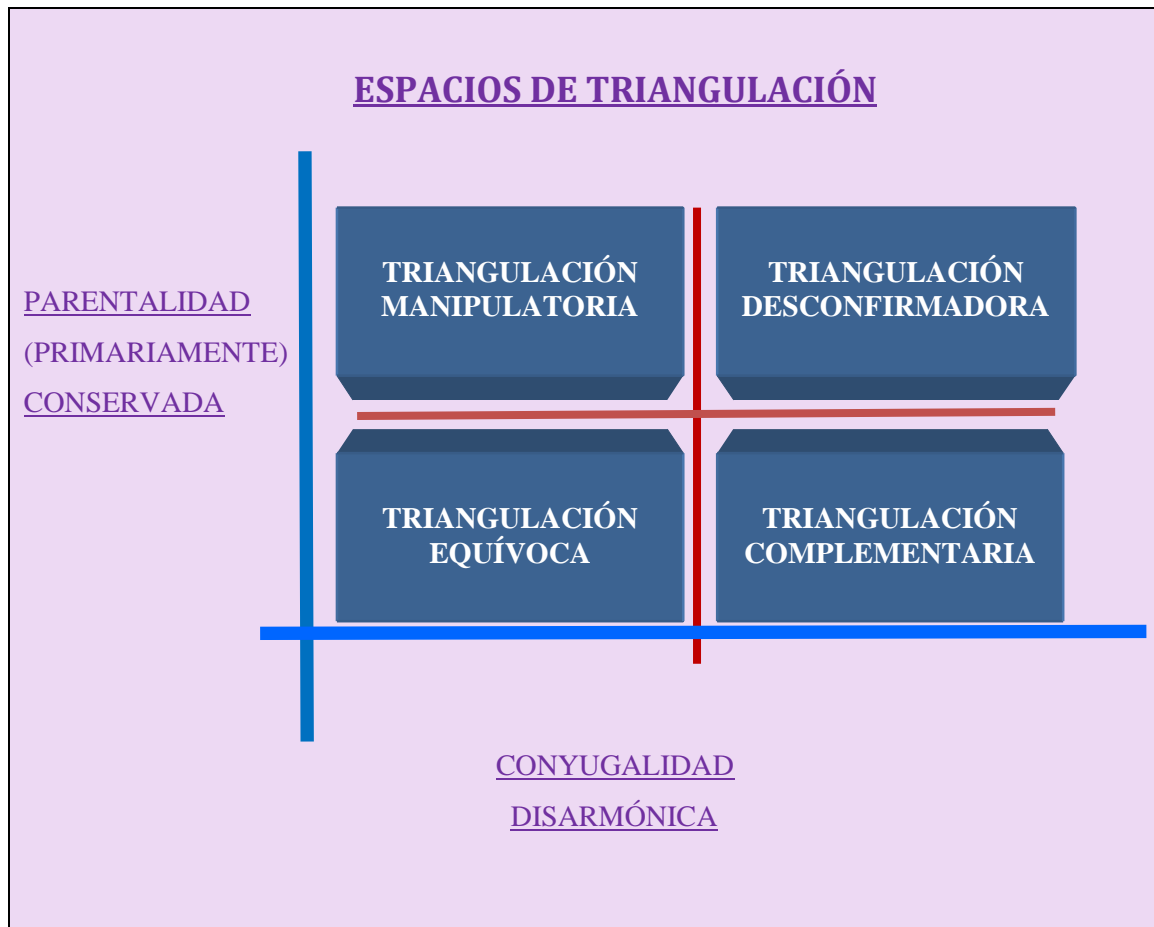 ESPACIOS DE TRIANGULACIÓN
TRIANGULACIÓN
MANIPULATORIA
TRIANGULACIÓN
DESCONFIRMADORA
PARENTALIDAD
(PRIMARIAMENTE)
CONSERVADA
TRIANGULACIÓN
EQUÍVOCA
TRIANGULACIÓN
COMPLEMENTARIA
CONYUGALIDAD
DISARMÓNICA